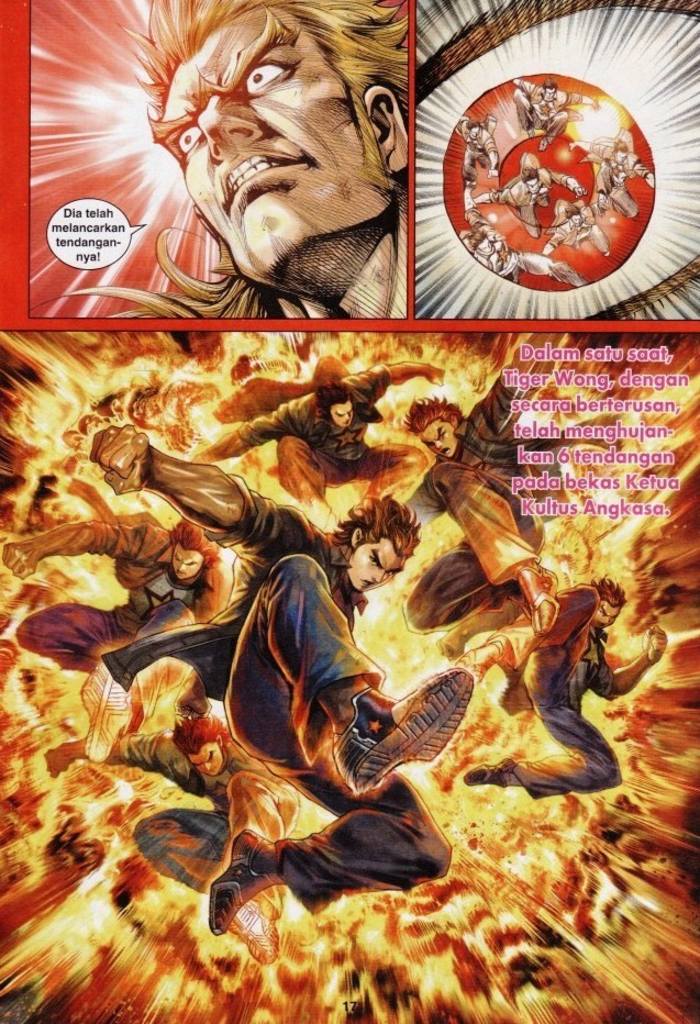 Dia telah
melancarkan
tendangan-
nya!
Dalam satu saat,
Tiger Wong, dengan
secara berterusan,
telah menghujan-
kan 6 tendangan
pada bekas Ketua
Kultus Angkasa.
17